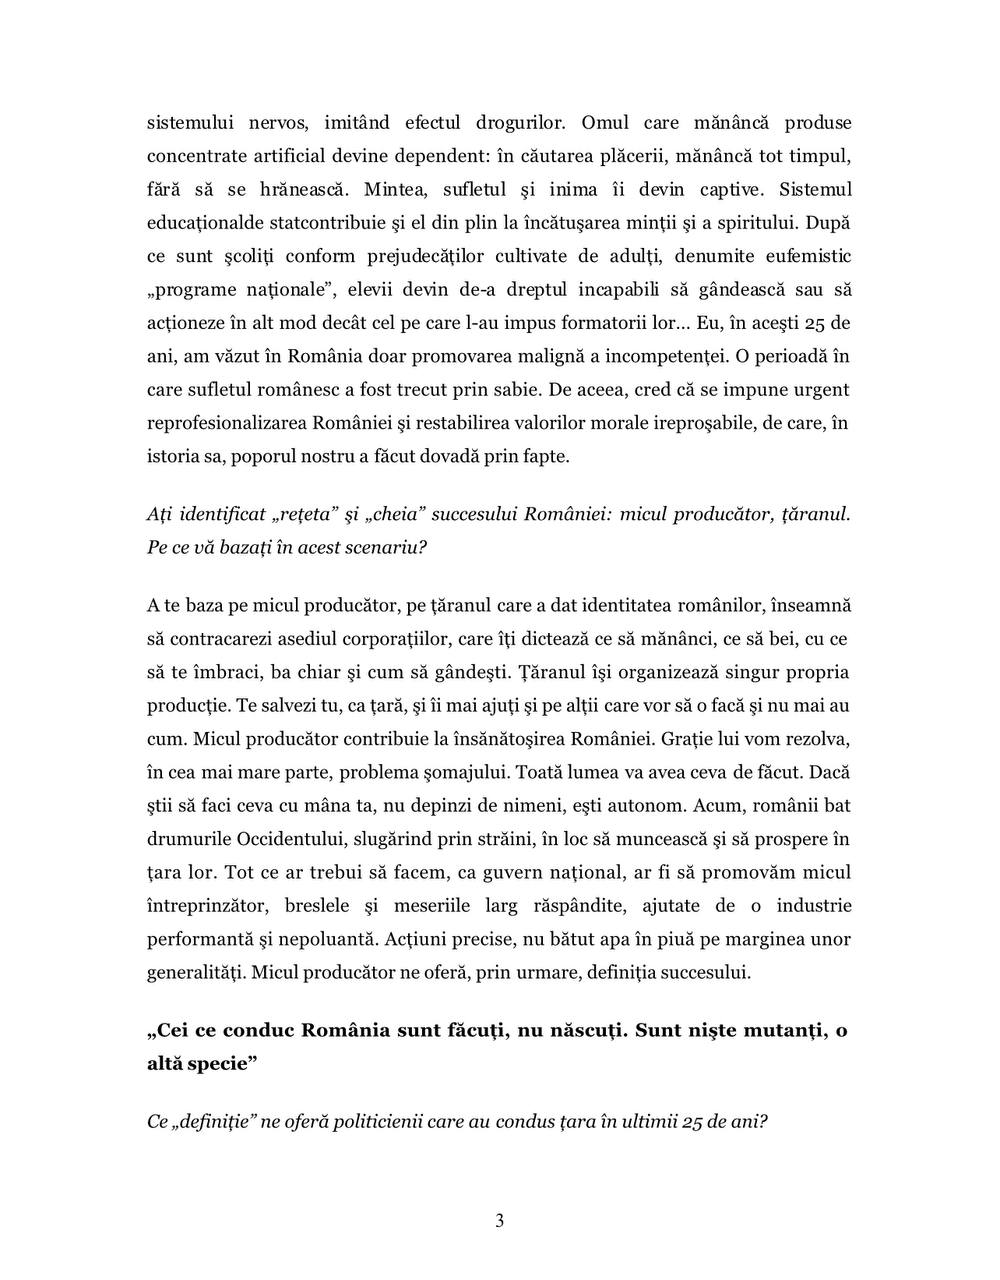 sistemului nervos, imitând efectul drogurilor. Omul care mănâncă produse
concentrate artificial devine dependent: în căutarea plăcerii, mănâncă tot timpul,
fără să se hrănească. Mintea, sufletul şi inima îi devin captive. Sistemul
educaţionalde statcontribuie şi el din plin la încătuşarea minţii şi a spiritului. După
ce sunt şcoliţi conform prejudecăţilor cultivate de adulţi, denumite eufemistic
„programe naţionale”, elevii devin de-a dreptul incapabili să gândească sau să
acţioneze în alt mod decât cel pe care l-au impus formatorii lor... Eu, în aceşti 25 de
ani, am văzut în România doar promovarea malignă a incompetenţei. O perioadă în
care sufletul românesc a fost trecut prin sabie. De aceea, cred că se impune urgent
reprofesionalizarea României şi restabilirea valorilor morale ireproşabile, de care, în
istoria sa, poporul nostru a făcut dovadă prin fapte.
Aţi identificat „reţeta” şi „cheia” succesului României: micul producător, ţăranul.
Pe ce vă bazaţi în acest scenariu?
A te baza pe micul producător, pe ţăranul care a dat identitatea românilor, înseamnă
să contracarezi asediul corporaţiilor, care îţi dictează ce să mănânci, ce să bei, cu ce
să te îmbraci, ba chiar şi cum să gândeşti. Ţăranul îşi organizează singur propria
producţie. Te salvezi tu, ca ţară, şi îi mai ajuţi şi pe alţii care vor să o facă şi nu mai au
cum. Micul producător contribuie la însănătoşirea României. Graţie lui vom rezolva,
în cea mai mare parte, problema şomajului. Toată lumea va avea ceva de făcut. Dacă
ştii să faci ceva cu mâna ta, nu depinzi de nimeni, eşti autonom. Acum, românii bat
drumurile Occidentului, slugărind prin străini, în loc să muncească şi să prospere în
ţara lor. Tot ce ar trebui să facem, ca guvern naţional, ar fi să promovăm micul
întreprinzător, breslele şi meseriile larg răspândite, ajutate de o industrie
performantă şi nepoluantă. Acţiuni precise, nu bătut apa în piuă pe marginea unor
generalităţi. Micul producător ne oferă, prin urmare, definiţia succesului.
„Cei ce conduc România sunt făcuţi, nu născuţi. Sunt nişte mutanţi, o
altă specie”
Ce „definiţie” ne oferă politicienii care au condus ţara în ultimii 25 de ani?
3